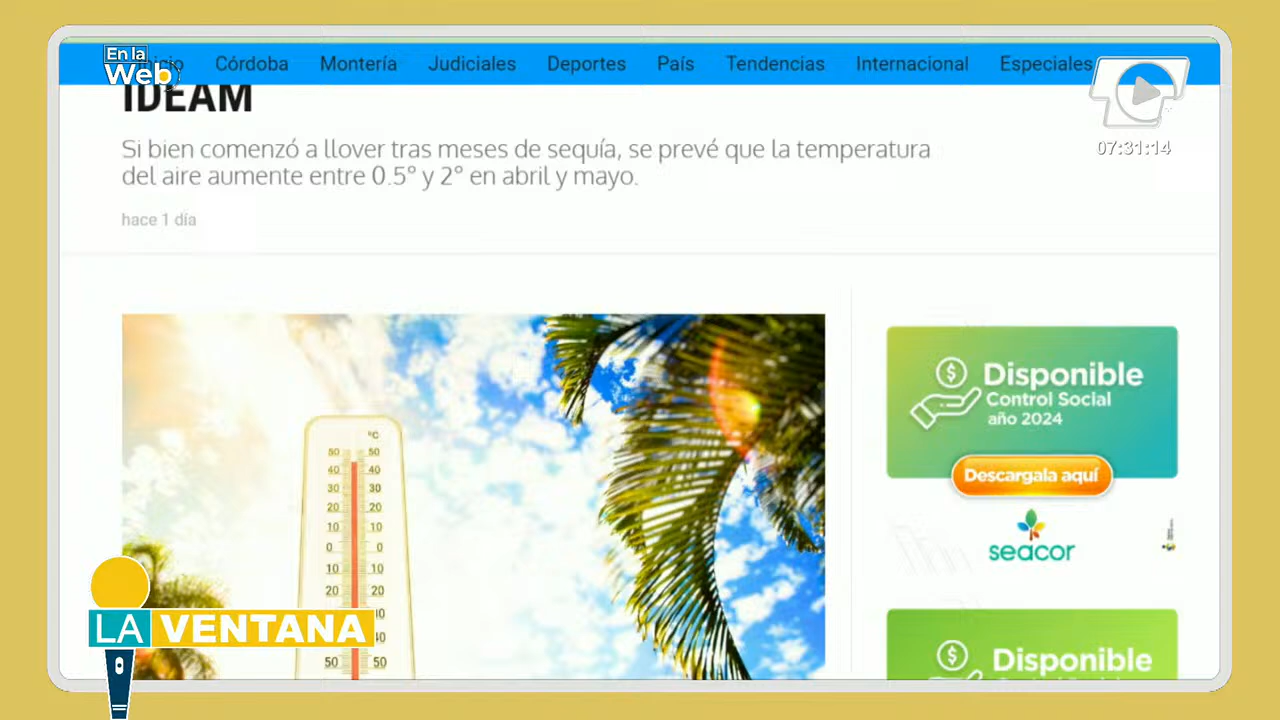 En la
Web
Inicio Córdoba Montería Judiciales Deportes País Tendencias Internacional Especiales
07:31:14
IDEAM
Si bien comenzó a llover tras meses de sequía, se prevé que la temperatura
del aire aumente entre 0.5° y 2° en abril y mayo.
hace 1 día
°C
50 50
40 40
30 30
20 20
10 10
0 0
10 10
20 20
30
40
50 50
$ Disponible
Control Social
año 2024
Descargala aquí
seacor
$ Disponible
LA VENTANA